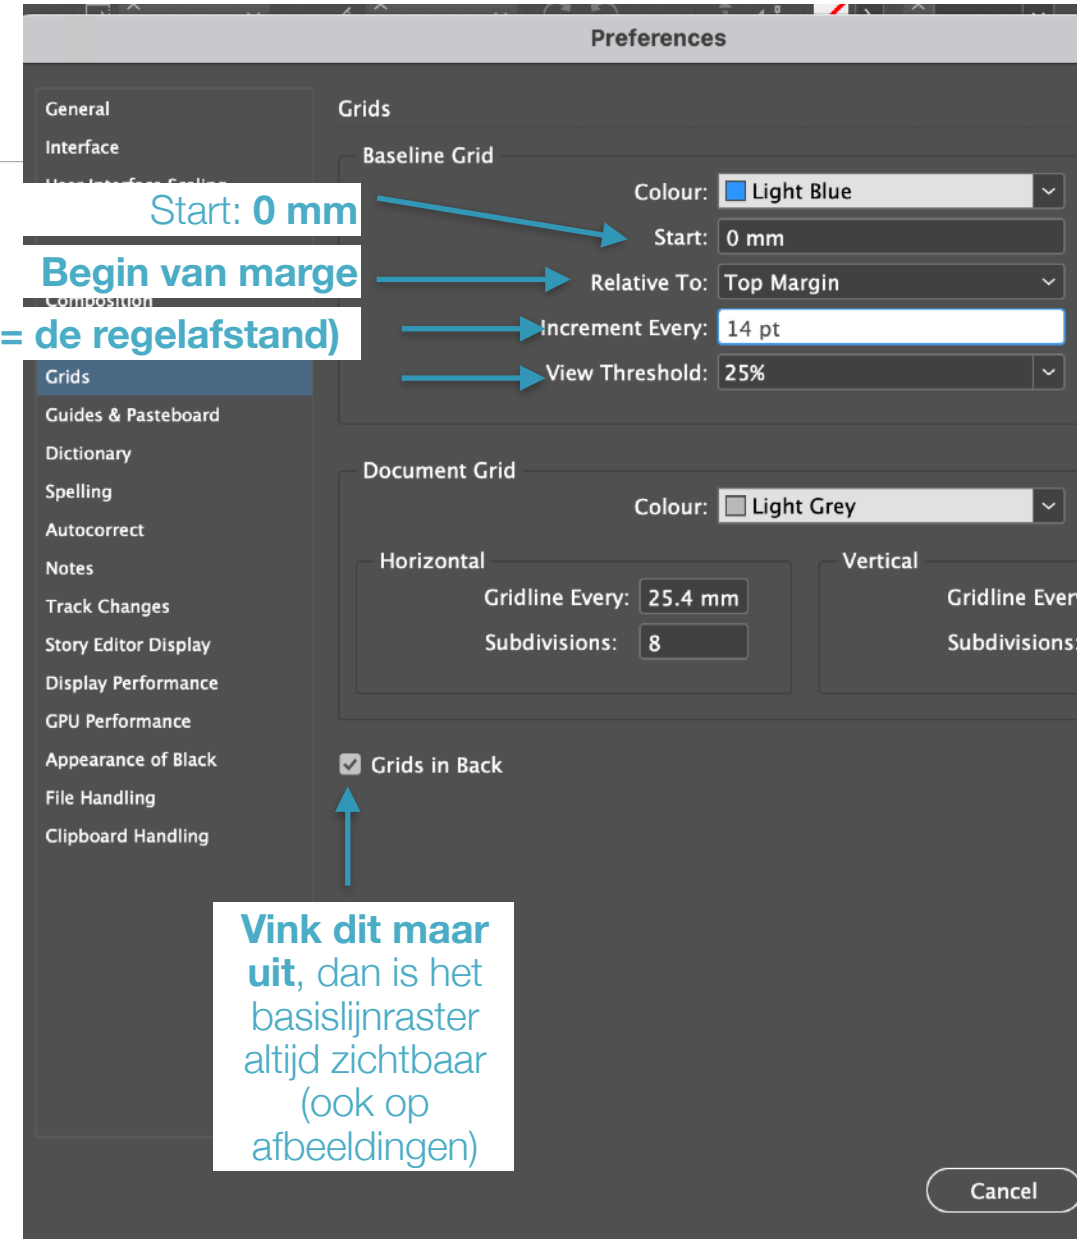 Preferences
General
Interface
Start: 0 mm
Begin van marge
Composition
= de regelafstand)
Grids
Guides & Pasteboard
Dictionary
Spelling
Autocorrect
Notes
Track Changes
Story Editor Display
Display Performance
GPU Performance
Appearance of Black
File Handling
Clipboard Handling
Grids
Baseline Grid
Colour: Light Blue
Start: 0 mm
Relative To: Top Margin
Increment Every: 14 pt
View Threshold: 25%
Document Grid
Colour: Light Grey
Horizontal
Gridline Every: 25.4 mm
Subdivisions: 8
Vertical
Gridline Every
Subdivisions:
Grids in Back
Vink dit maar
uit, dan is het
basislijnraster
altijd zichtbaar
(ook op
afbeeldingen)
Cancel